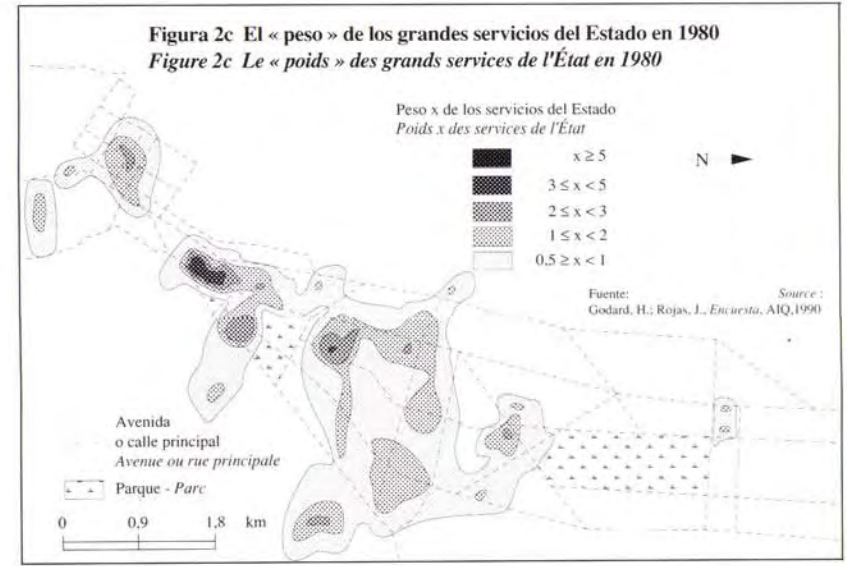 Figura 2c El « peso » de los grandes servicios del Estado en 1980
Figure 2c Le « poids » des grands services de l'État en 1980
Peso x de los servicios del Estado
Poids x des services de l'État
x ≥ 5
3 ≤ x < 5
2 ≤ x < 3
1 ≤ x < 2
0.5 ≥ x < 1
N
Fuente: Source :
Godard, H.; Rojas, J., Encuesta, AIQ,1990
Avenida
o calle principal
Avenue ou rue principale
Parque - Parc
0 0,9 1,8 km